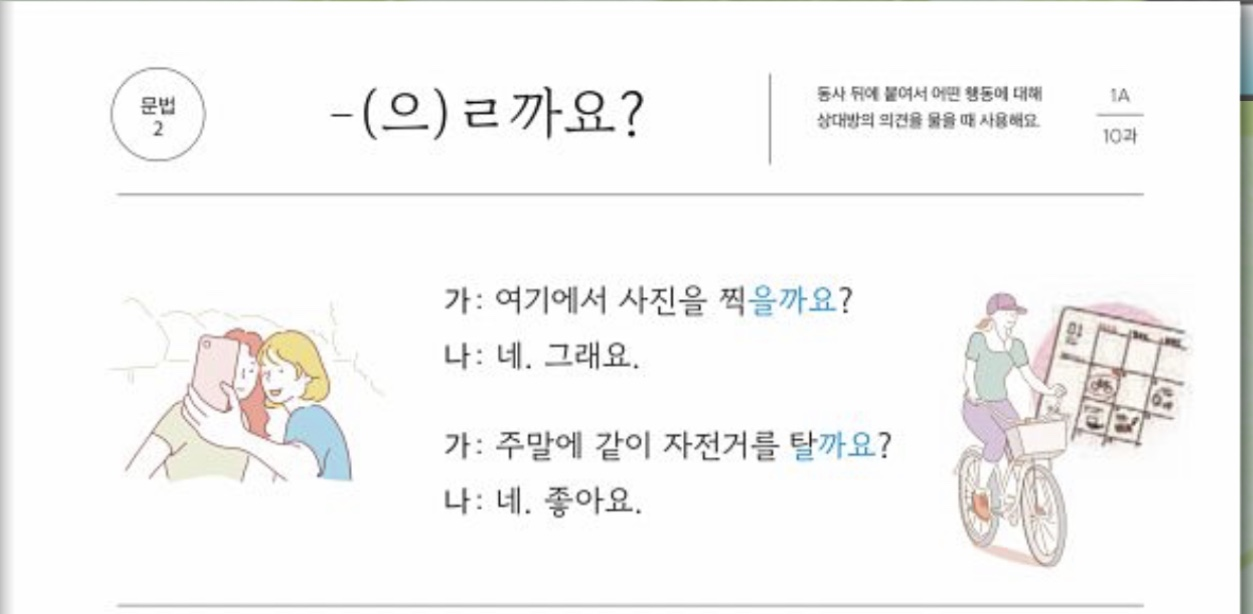 문법
2
-(으)ㄹ까요?
동사 뒤에 붙여서 어떤 행동에 대해
상대방의 의견을 물을 때 사용해요.
1A
10과
가: 여기에서 사진을 찍을까요?
나: 네. 그래요.
가: 주말에 같이 자전거를 탈까요?
나: 네. 좋아요.
01